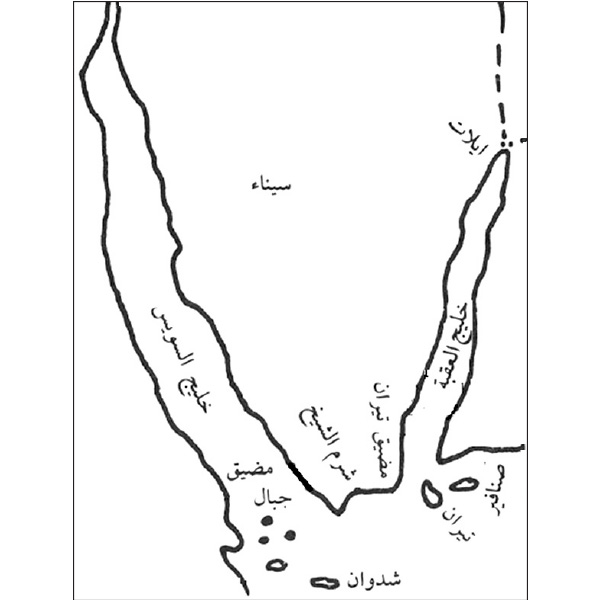 ايلات
سيناء
خليج السويس
خليج العقبة
شرم الشيخ
مضيق تيران
مضيق
جبال
صنافير
تيران
شدوان